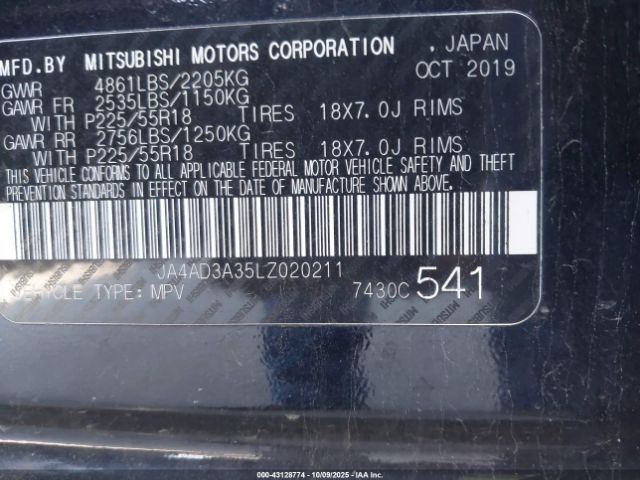 MFD.BY MITSUBISHI MOTORS CORPORATION . JAPAN
GVWR 4861LBS/2205KG OCT 2019
GAWR FR 2535LBS/1150KG
WITH P225/55R18 TIRES 18X7.0J RIMS
GAWR RR 2756LBS/1250KG
WITH P225/55R18 TIRES 18X7.0J RIMS
THIS VEHICLE CONFORMS TO ALL APPLICABLE FEDERAL MOTOR VEHICLE SAFETY AND THEFT
PREVENTION STANDARDS IN EFFECT ON THE DATE OF MANUFACTURE SHOWN ABOVE.
JA4AD3A35LZ020211
VEHICLE TYPE: MPV 7430C 541
000-43128774 | 10/09/2025 - COPYRIGHT IAA, LLC.